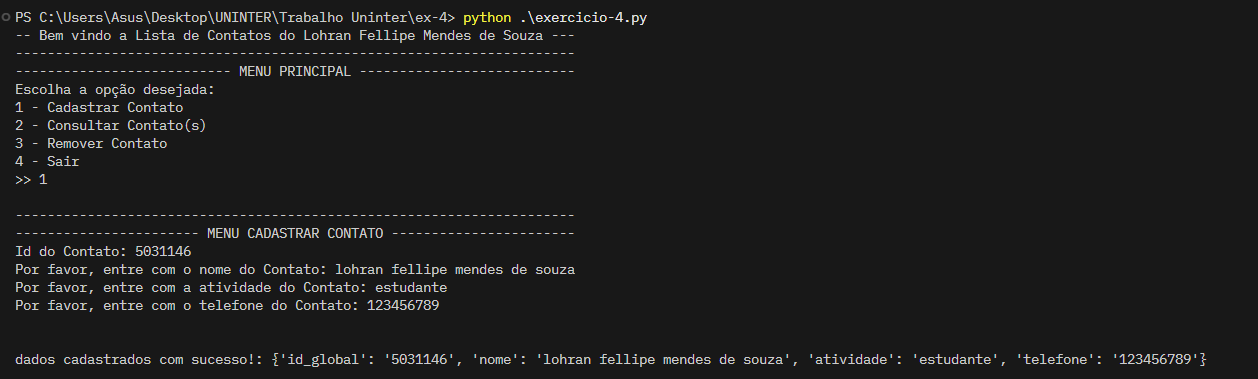 PS C:\Users\Asus\Desktop\UNINTER\Trabalho Uninter\ex-4> python .\exercicio-4.py
-- Bem vindo a Lista de Contatos do Lohran Fellipe Mendes de Souza ---
----------------------------------------------------------------------
--------------------------- MENU PRINCIPAL ---------------------------
Escolha a opção desejada:
1 - Cadastrar Contato
2 - Consultar Contato(s)
3 - Remover Contato
4 - Sair
>> 1
----------------------------------------------------------------------
----------------------- MENU CADASTRAR CONTATO -----------------------
Id do Contato: 5031146
Por favor, entre com o nome do Contato: lohran fellipe mendes de souza
Por favor, entre com a atividade do Contato: estudante
Por favor, entre com o telefone do Contato: 123456789
dados cadastrados com sucesso!: {'id_global': '5031146', 'nome': 'lohran fellipe mendes de souza', 'atividade': 'estudante', 'telefone': '123456789'}